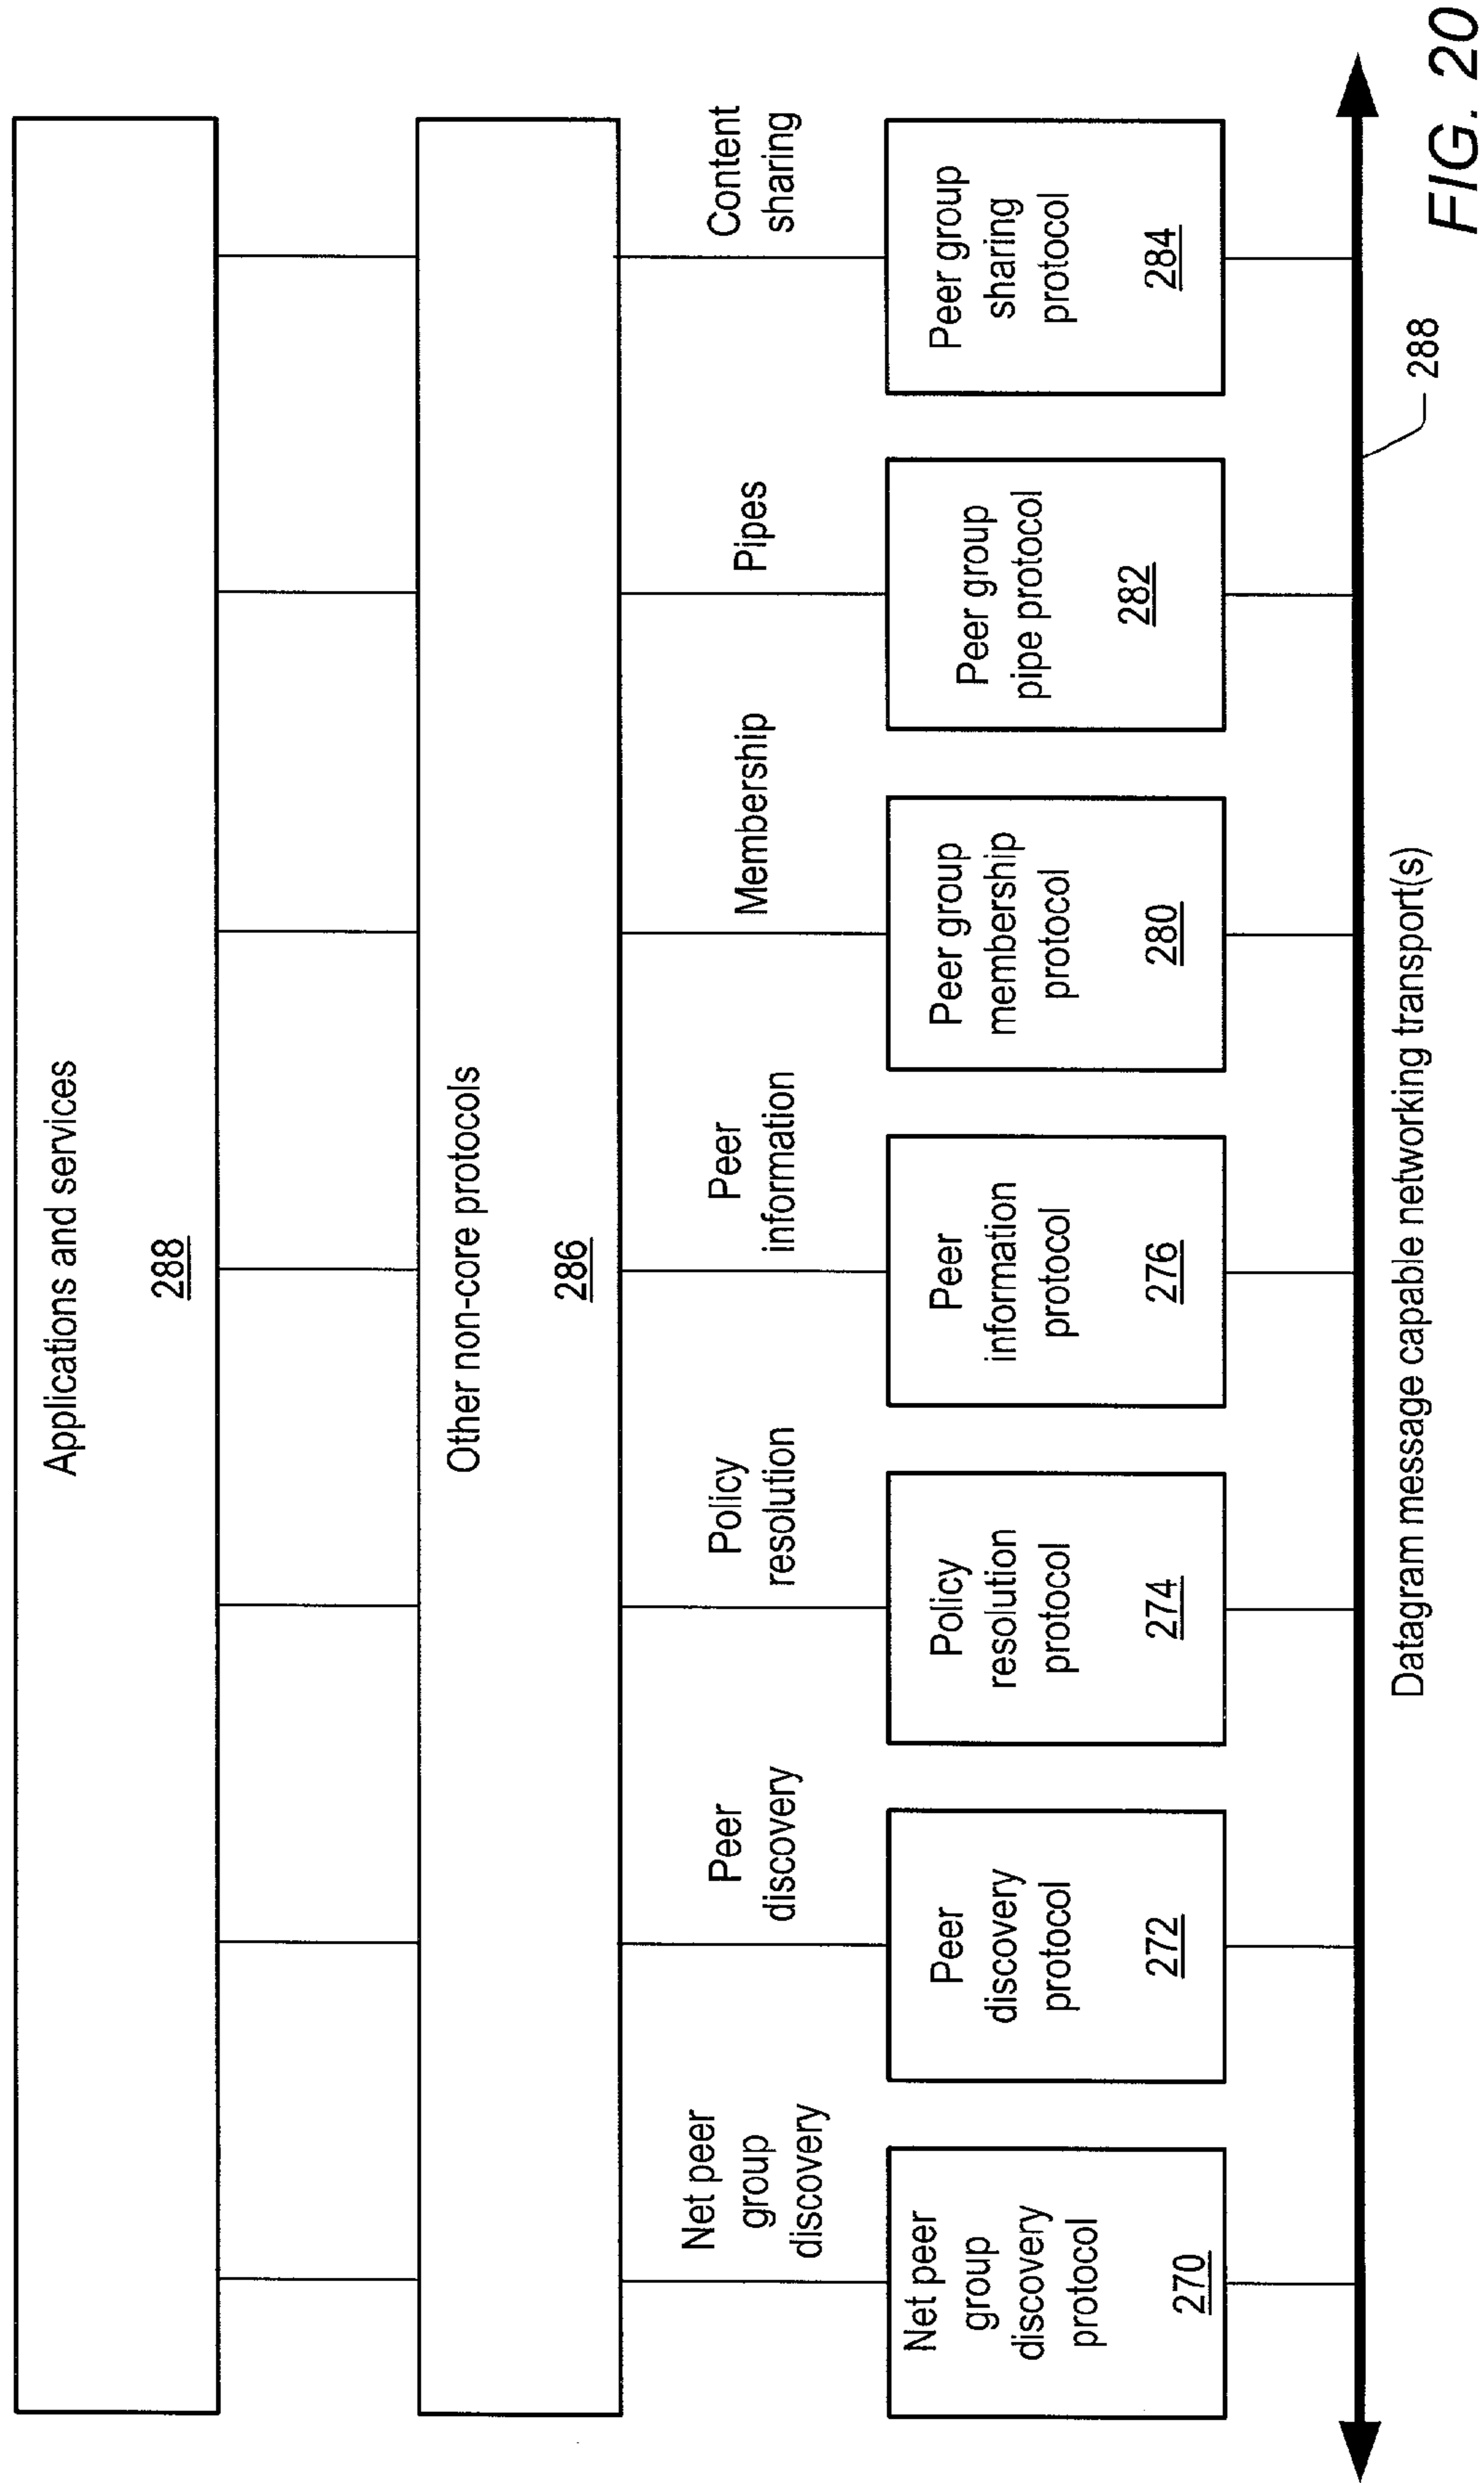 Applications and services
288
Other non-core protocols
286
Net peer
group
discovery
Peer
discovery
Policy
resolution
Peer
information
Membership
Pipes
Content
sharing
Net peer
group
discovery
protocol
270
Peer
discovery
protocol
272
Policy
resolution
protocol
274
Peer
information
protocol
276
Peer group
membership
protocol
280
Peer group
pipe protocol
282
Peer group
sharing
protocol
284
288
Datagram message capable networking transport(s)
FIG. 20